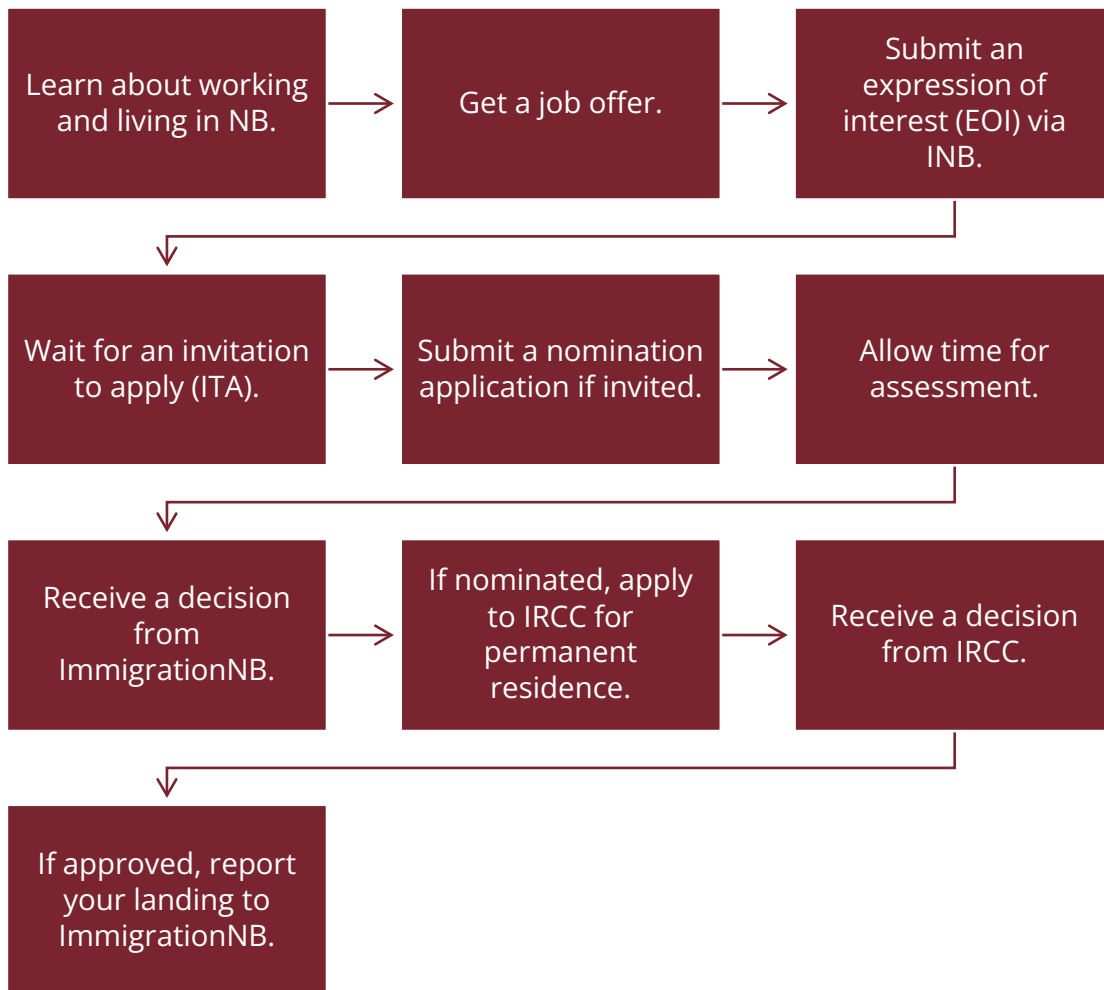 Learn about working
and living in NB.
Get a job offer.
Submit an
expression of
interest (EOI) via
INB.
Wait for an invitation
to apply (ITA).
Submit a nomination
application if invited.
Allow time for
assessment.
Receive a decision
from
ImmigrationNB.
If nominated, apply
to IRCC for
permanent
residence.
Receive a decision
from IRCC.
If approved, report
your landing to
ImmigrationNB.